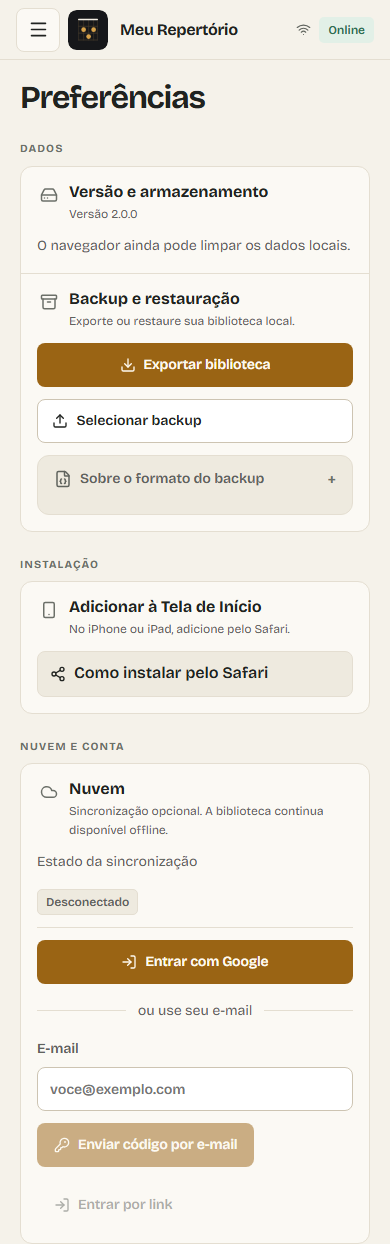 Meu Repertório
Online
Preferências
DADOS
Versão e armazenamento
Versão 2.0.0
O navegador ainda pode limpar os dados locais.
Backup e restauração
Exporte ou restaure sua biblioteca local.
Exportar biblioteca
Selecionar backup
Sobre o formato do backup +
INSTALAÇÃO
Adicionar à Tela de Início
No iPhone ou iPad, adicione pelo Safari.
Como instalar pelo Safari
NUVEM E CONTA
Nuvem
Sincronização opcional. A biblioteca continua
disponível offline.
Estado da sincronização
Desconectado
Entrar com Google
ou use seu e-mail
E-mail
voce@exemplo.com
Enviar código por e-mail
Entrar por link